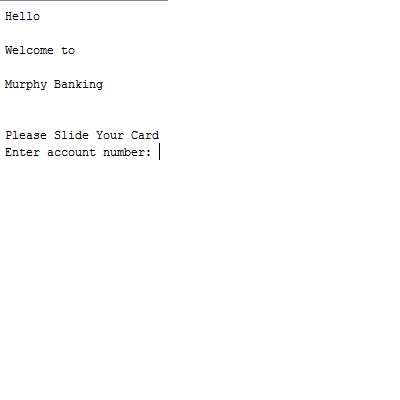 Hello
Welcome to
Murphy Banking
Please Slide Your Card
Enter account number: